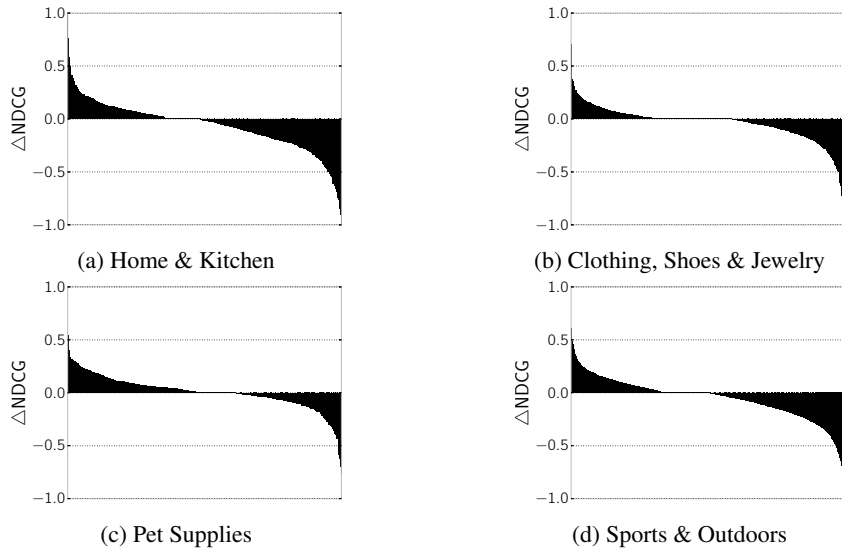 1.0
0.5
0.0
−0.5
−1.0
△NDCG
(a) Home & Kitchen
1.0
0.5
0.0
−0.5
−1.0
△NDCG
(b) Clothing, Shoes & Jewelry
1.0
0.5
0.0
−0.5
−1.0
△NDCG
(c) Pet Supplies
1.0
0.5
0.0
−0.5
−1.0
△NDCG
(d) Sports & Outdoors